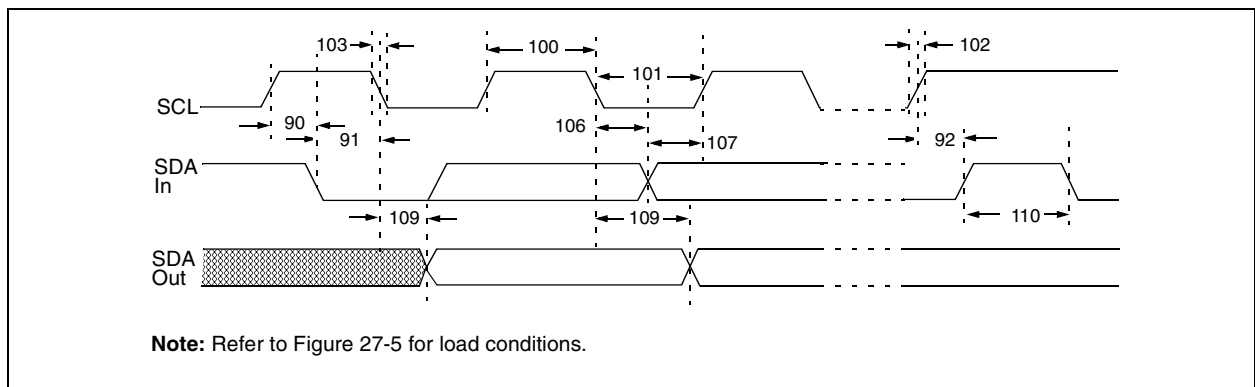 103 100 102
101
SCL
90 106 107
91 92
SDA
In
109 109 110
SDA
Out
Note: Refer to Figure 27-5 for load conditions.